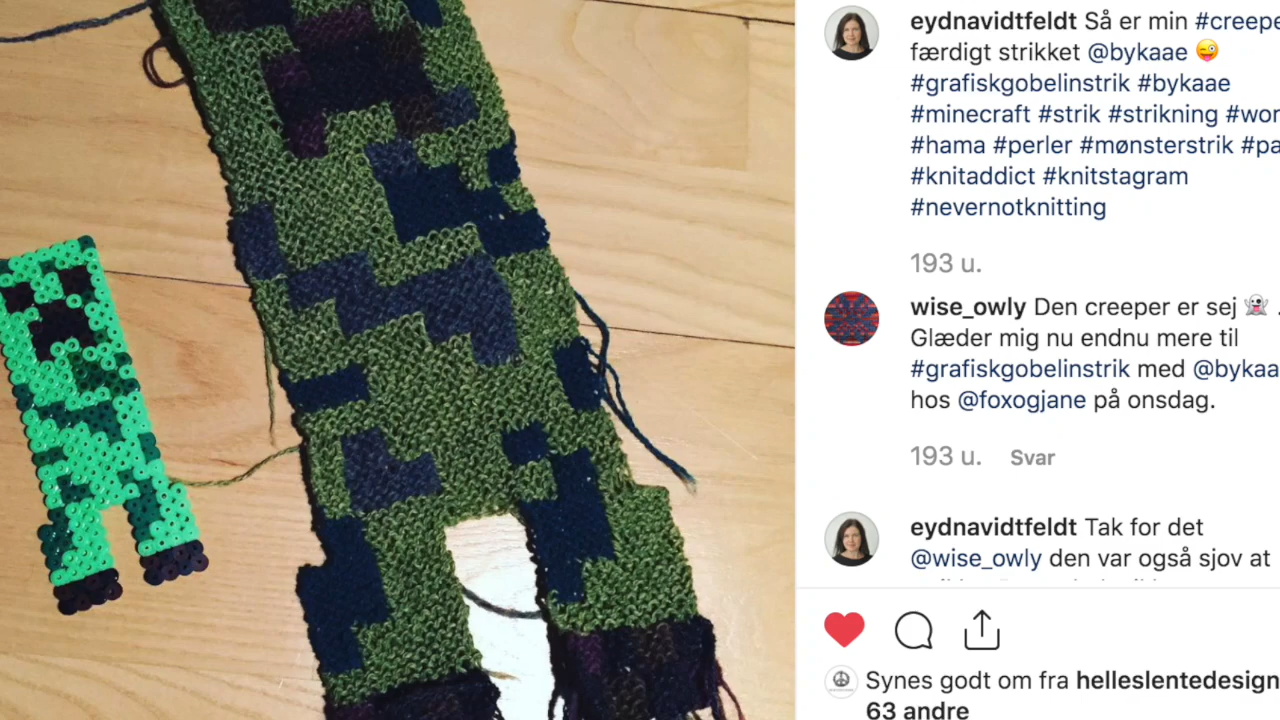 eydnavidtfeldt Så er min #creepe
færdigt strikket @bykaae 😜
#grafiskgobelinstrik #bykaae
#minecraft #strik #strikning #wor
#hama #perler #mønsterstrik #pa
#knitaddict #knitstagram
#nevernotknitting
193 u.
wise_owly Den creeper er sej 👻 .
Glæder mig nu endnu mere til
#grafiskgobelinstrik med @bykaa
hos @foxogjane på onsdag.
193 u. Svar
eydnavidtfeldt Tak for det
@wise_owly den var også sjov at
Synes godt om fra helleslentedesign
63 andre